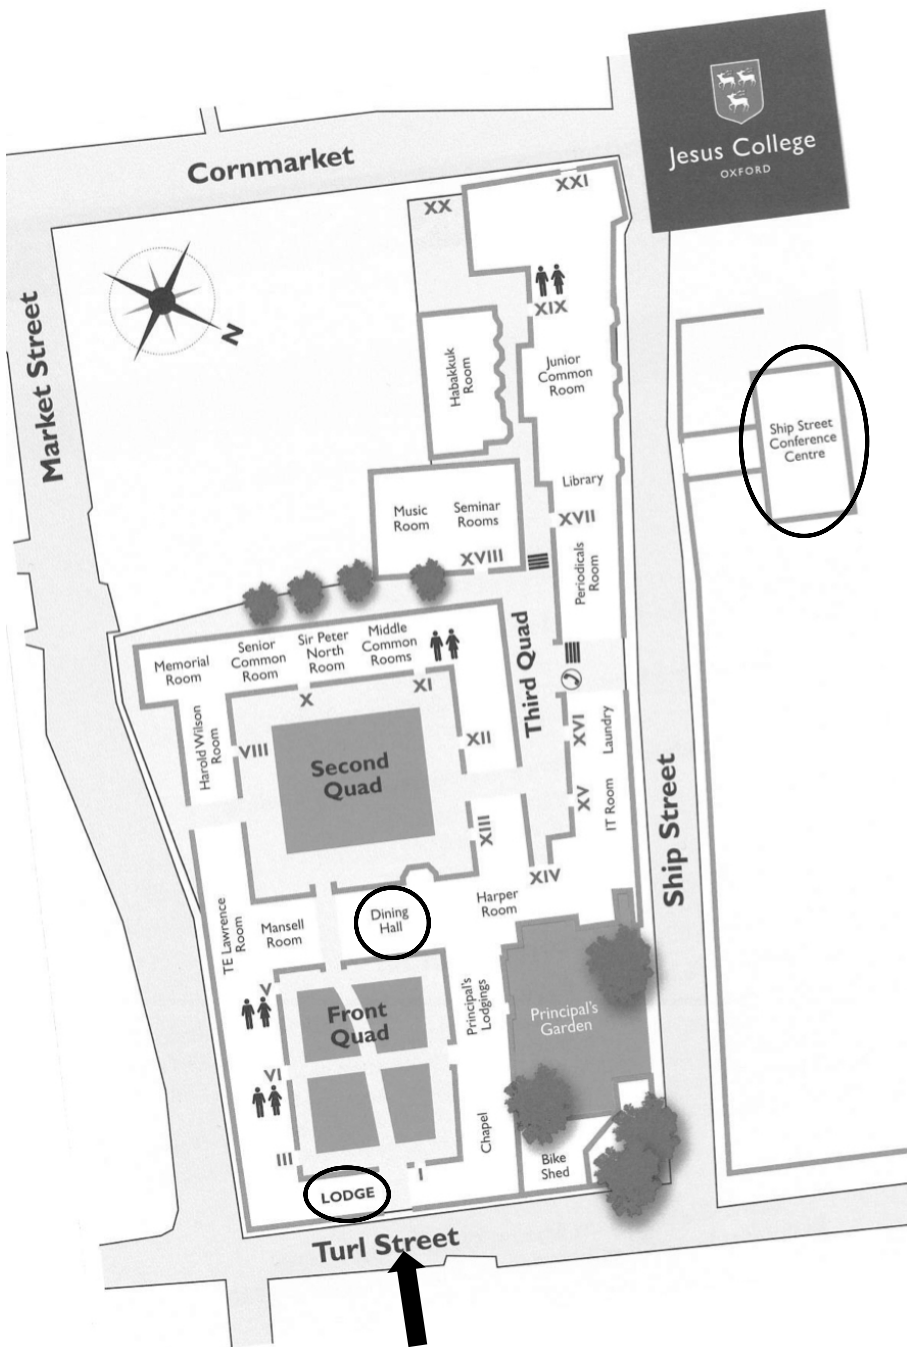 Jesus College
OXFORD
Cornmarket
XXI
XX
Market Street
N
XIX
Habakkuk
Room
Junior
Common
Room
Ship Street
Conference
Centre
Library
Music
Room
Seminar
Rooms
XVII
XVIII
Periodicals
Room
Memorial
Room
Senior
Common
Room
Sir Peter
North
Room
Middle
Common
Rooms
Third Quad
XI
X
Harold Wilson
Room
VIII
XII
XVI
Laundry
Second
Quad
XV
IT Room
XIII
Ship Street
XIV
Harper
Room
Dining
Hall
Mansell
Room
TE Lawrence
Room
V
Front
Quad
Principal's
Lodgings
Principal's
Garden
VI
Chapel
III
I
Bike
Shed
LODGE
Turl Street